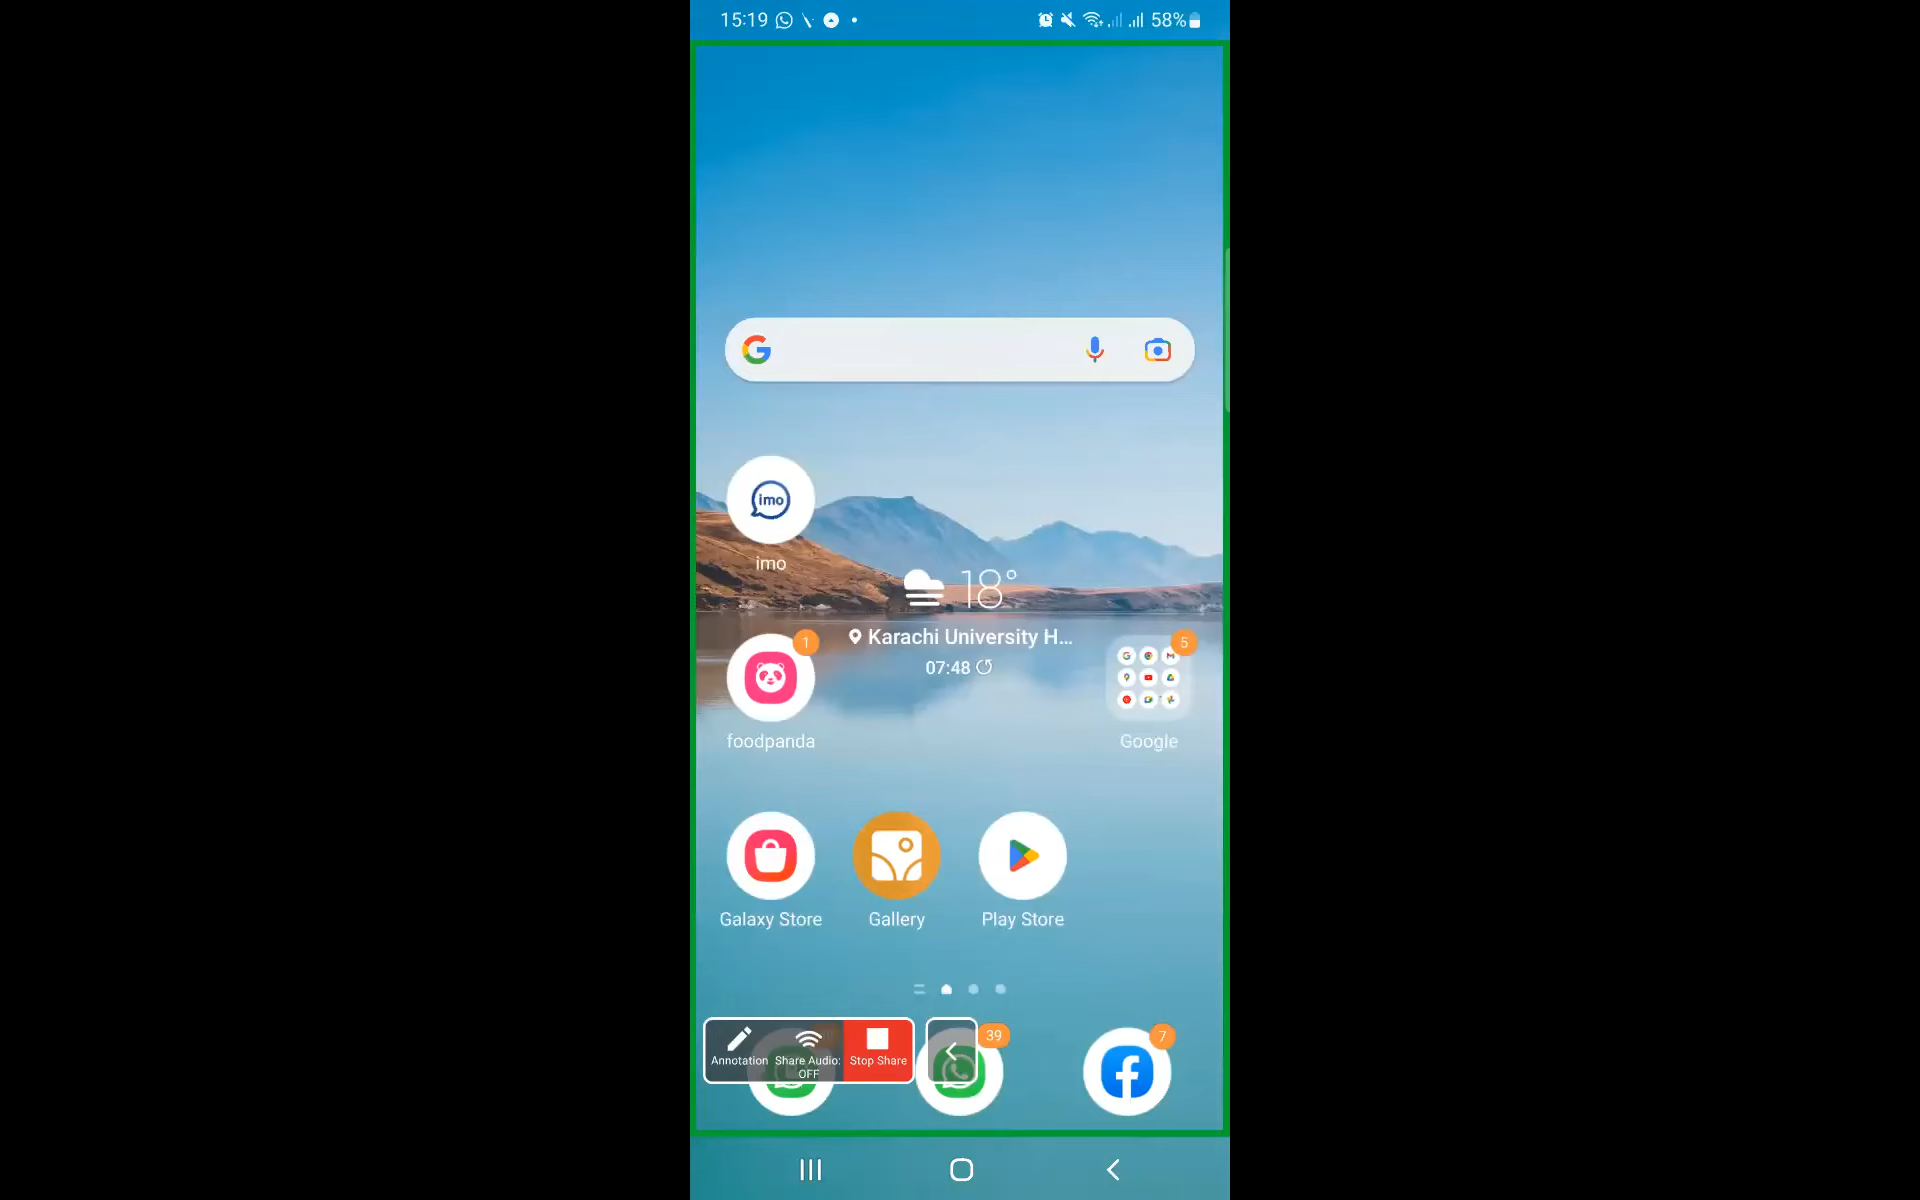 15:19
58%
imo
imo
18°
Karachi University H...
07:48
1
5
foodpanda
Google
Galaxy Store
Gallery
Play Store
Annotation
Share Audio:
OFF
Stop Share
39
7